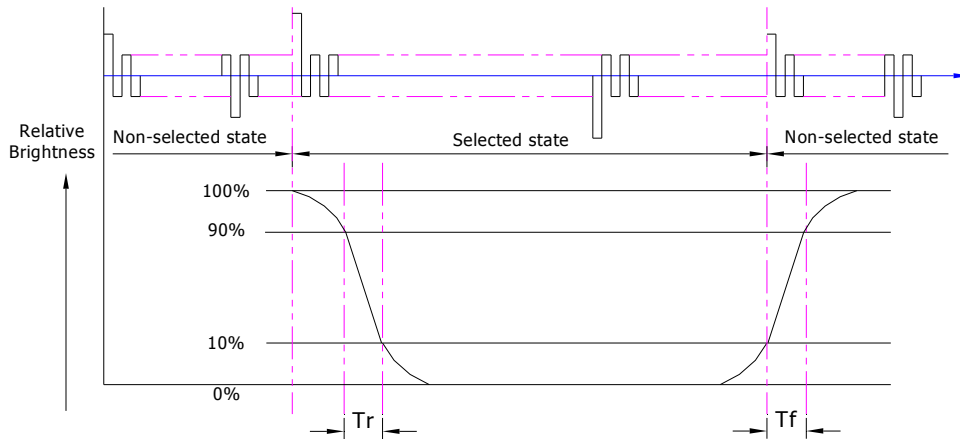 Relative
Brightness
Non-selected state
Selected state
Non-selected state
100%
90%
10%
0%
Tr
Tf